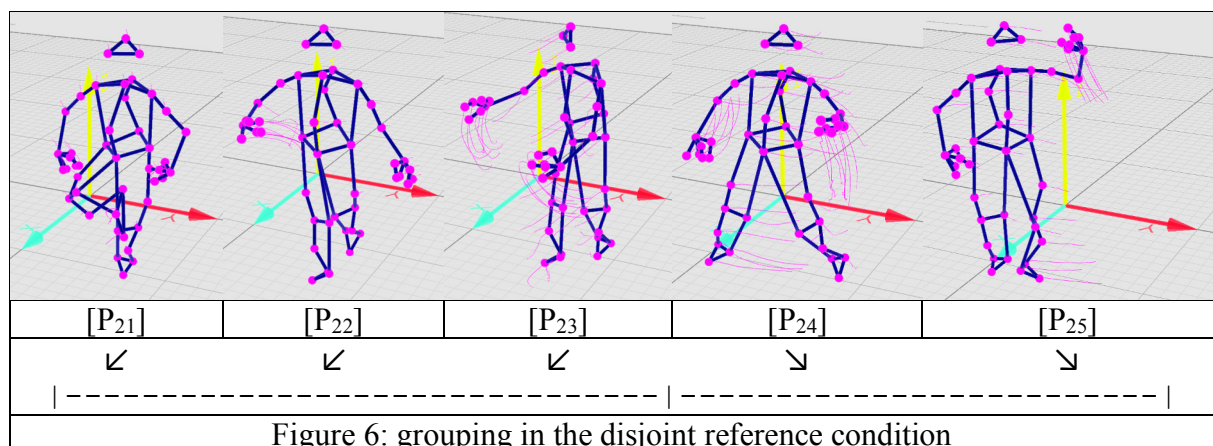 [P₂₁] [P₂₂] [P₂₃] [P₂₄] [P₂₅]
↙ ↙ ↙ ↘ ↘
|-----------------------|-------------------|
Figure 6: grouping in the disjoint reference condition